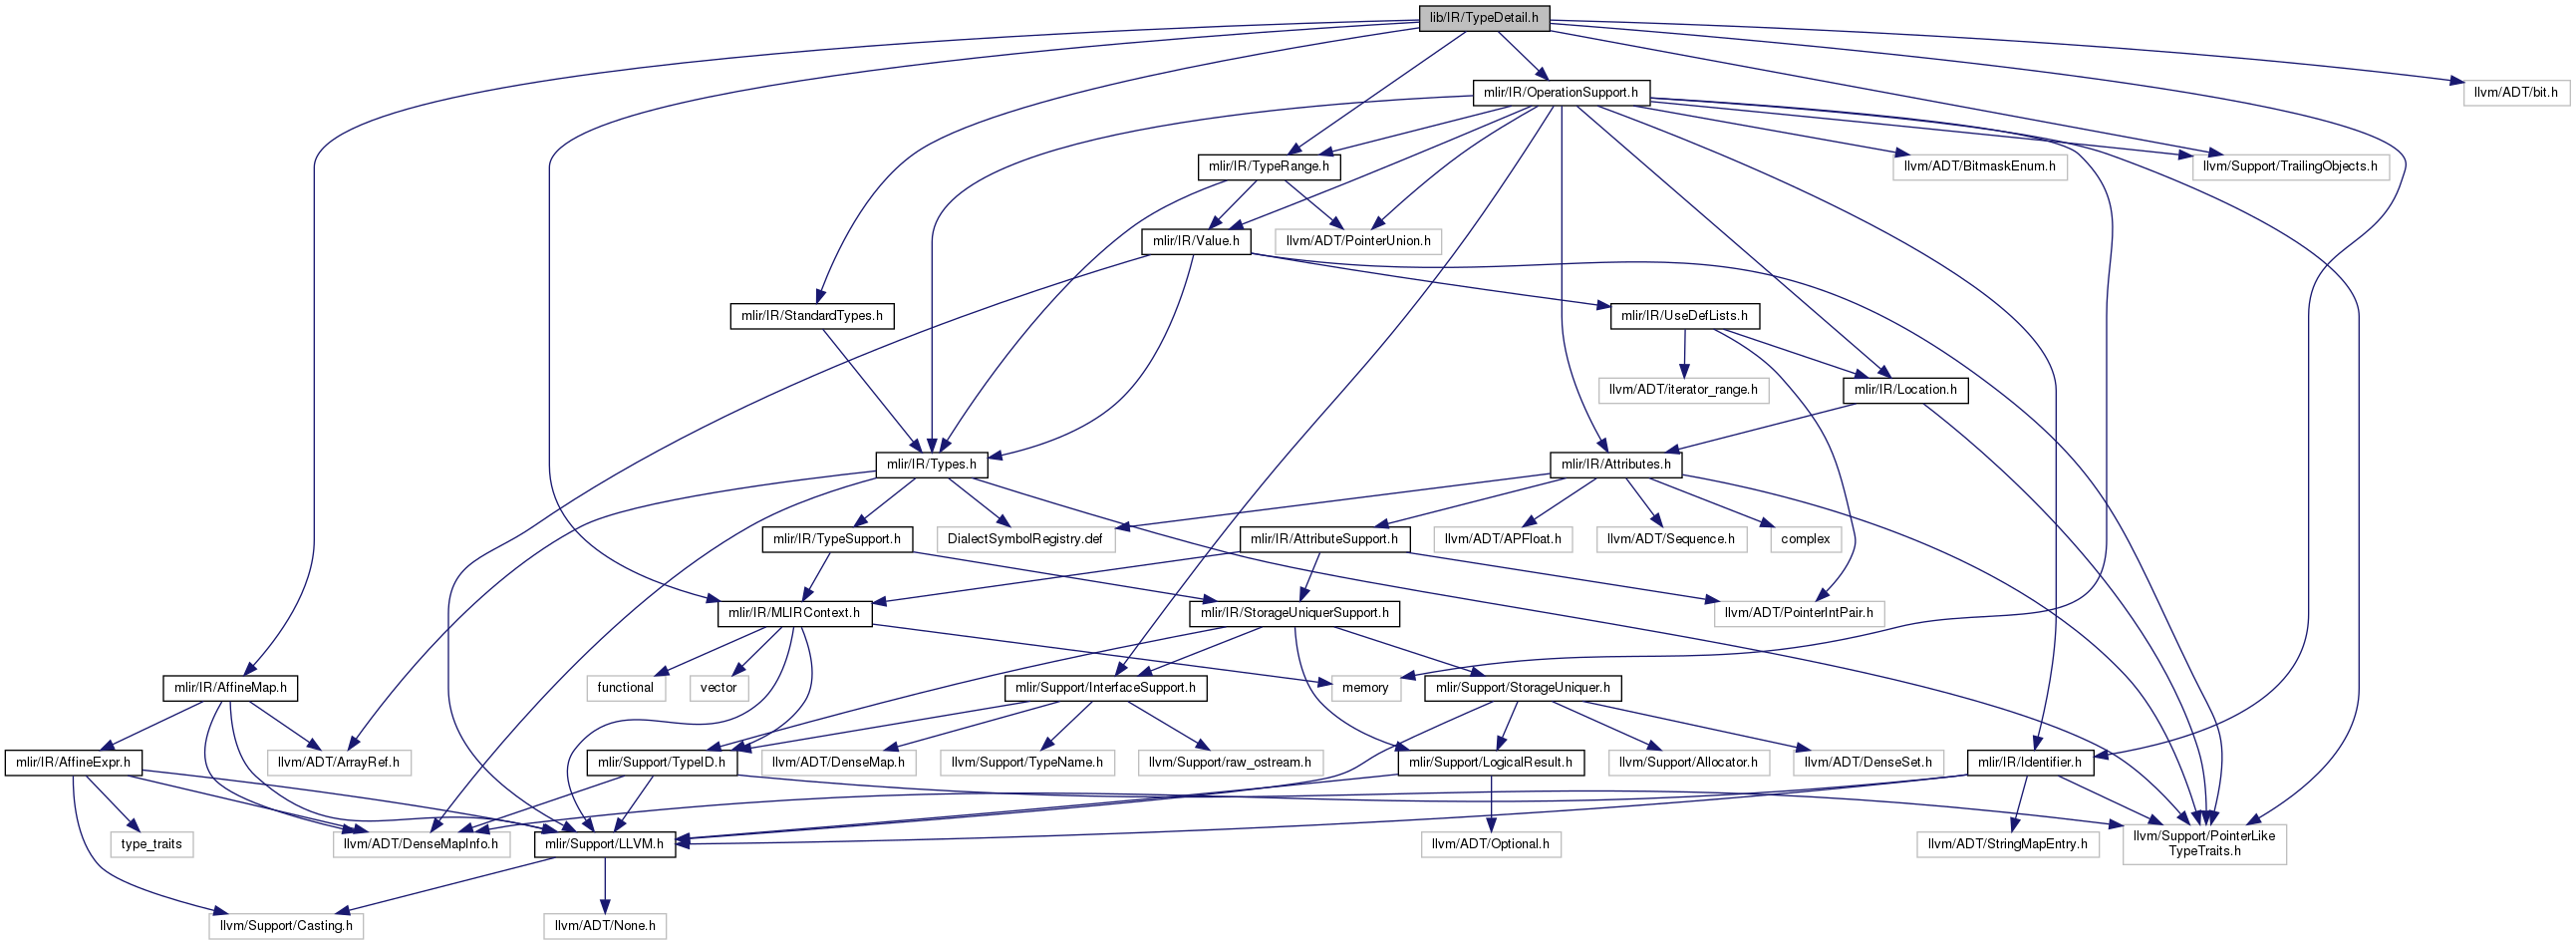 lib/IR/TypeDetail.h
mlir/IR/OperationSupport.h
llvm/ADT/bit.h
mlir/IR/TypeRange.h
llvm/ADT/BitmaskEnum.h
llvm/Support/TrailingObjects.h
mlir/IR/Value.h
llvm/ADT/PointerUnion.h
mlir/IR/StandardTypes.h
mlir/IR/UseDefLists.h
llvm/ADT/iterator_range.h
mlir/IR/Location.h
mlir/IR/Types.h
mlir/IR/Attributes.h
mlir/IR/TypeSupport.h
DialectSymbolRegistry.def
mlir/IR/AttributeSupport.h
llvm/ADT/APFloat.h
llvm/ADT/Sequence.h
complex
mlir/IR/MLIRContext.h
mlir/IR/StorageUniquerSupport.h
llvm/ADT/PointerIntPair.h
mlir/IR/AffineMap.h
functional
vector
mlir/Support/InterfaceSupport.h
memory
mlir/Support/StorageUniquer.h
mlir/IR/AffineExpr.h
llvm/ADT/ArrayRef.h
mlir/Support/TypeID.h
llvm/ADT/DenseMap.h
llvm/Support/TypeName.h
llvm/Support/raw_ostream.h
mlir/Support/LogicalResult.h
llvm/Support/Allocator.h
llvm/ADT/DenseSet.h
mlir/IR/Identifier.h
type_traits
llvm/ADT/DenseMapInfo.h
mlir/Support/LLVM.h
llvm/ADT/Optional.h
llvm/ADT/StringMapEntry.h
llvm/Support/PointerLike
TypeTraits.h
llvm/Support/Casting.h
llvm/ADT/None.h